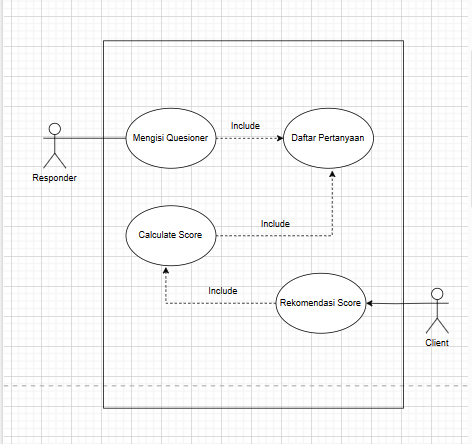 Include
Mengisi Quesioner
Daftar Pertanyaan
Responder
Include
Calculate Score
Include
Rekomendasi Score
Client